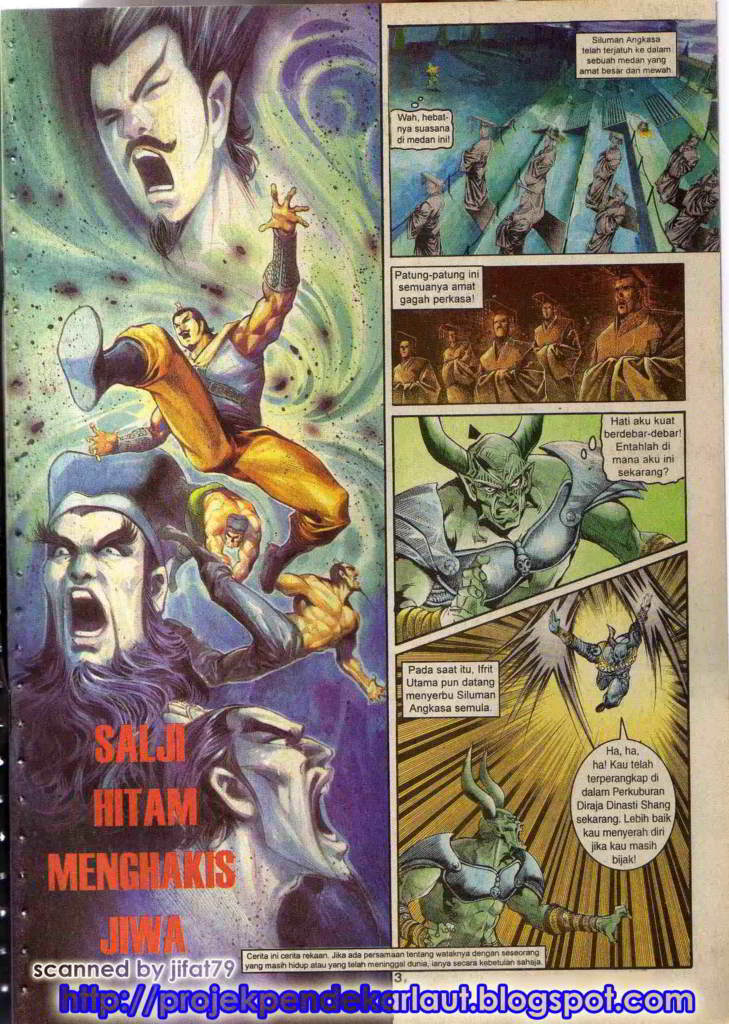 SALJI
HITAM
MENGHAKIS
JIWA
Siluman Angkasa
telah terjatuh ke dalam
sebuah medan yang
amat besar dan mewah.
Wah, hebat-
nya suasana
di medan ini!
Patung-patung ini
semuanya amat
gagah perkasa!
Hati aku kuat
berdebar-debar!
Entahlah di
mana aku ini
sekarang?
Pada saat itu, Ifrit
Utama pun datang
menyerbu Siluman
Angkasa semula.
Ha, ha,
ha! Kau telah
terperangkap di
dalam Perkuburan
Diraja Dinasti Shang
sekarang. Lebih baik
kau menyerah diri
jika kau masih
bijak!
Cerita ini cerita rekaan. Jika ada persamaan tentang wataknya dengan seseorang
yang masih hidup atau yang telah meninggal dunia, ianya secara kebetulan sahaja.
3.
scanned by jifat79
http://projekpendekarlaut.blogspot.com